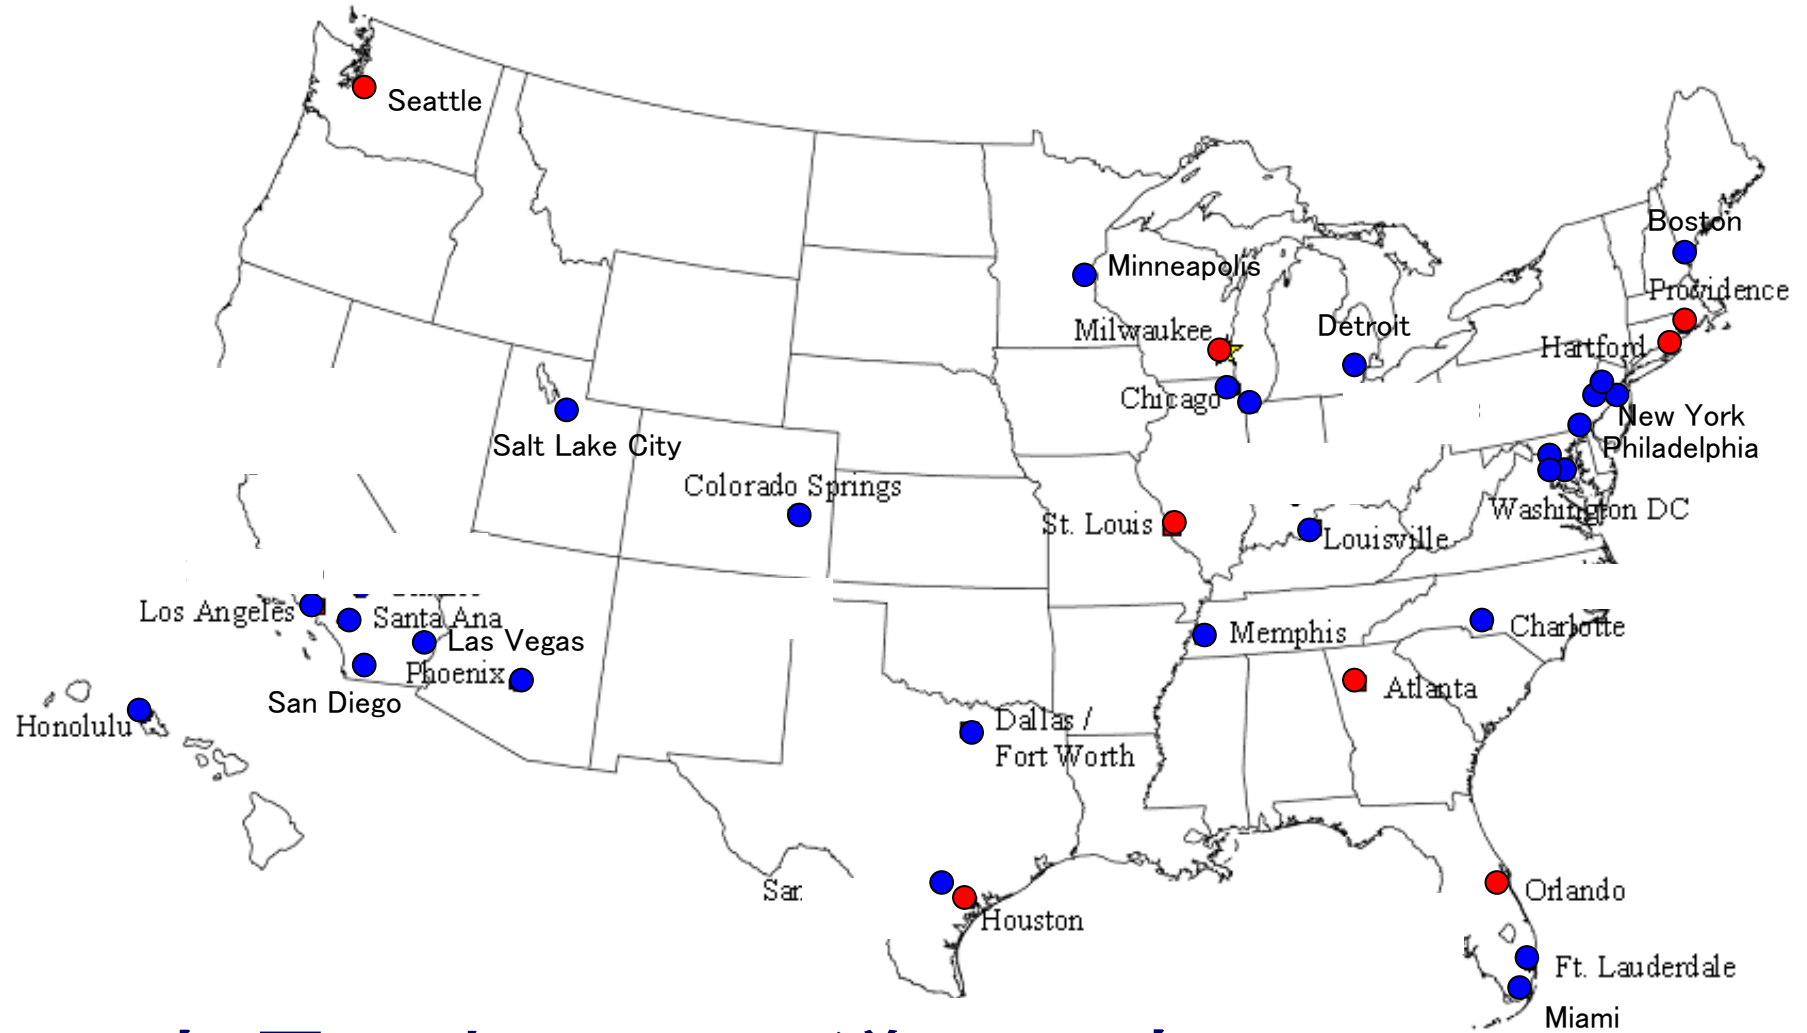 Seattle
Boston
Minneapolis
Providence
Detroit
Milwaukee
Hartford
Chicago
New York
Salt Lake City
Philadelphia
Colorado Springs
Washington DC
St. Louis
Louisville
Los Angeles
Santa Ana
Charlotte
Memphis
Las Vegas
Phoenix
Atlanta
San Diego
Honolulu
Dallas /
Fort Worth
San
Orlando
Houston
Ft. Lauderdale
Miami